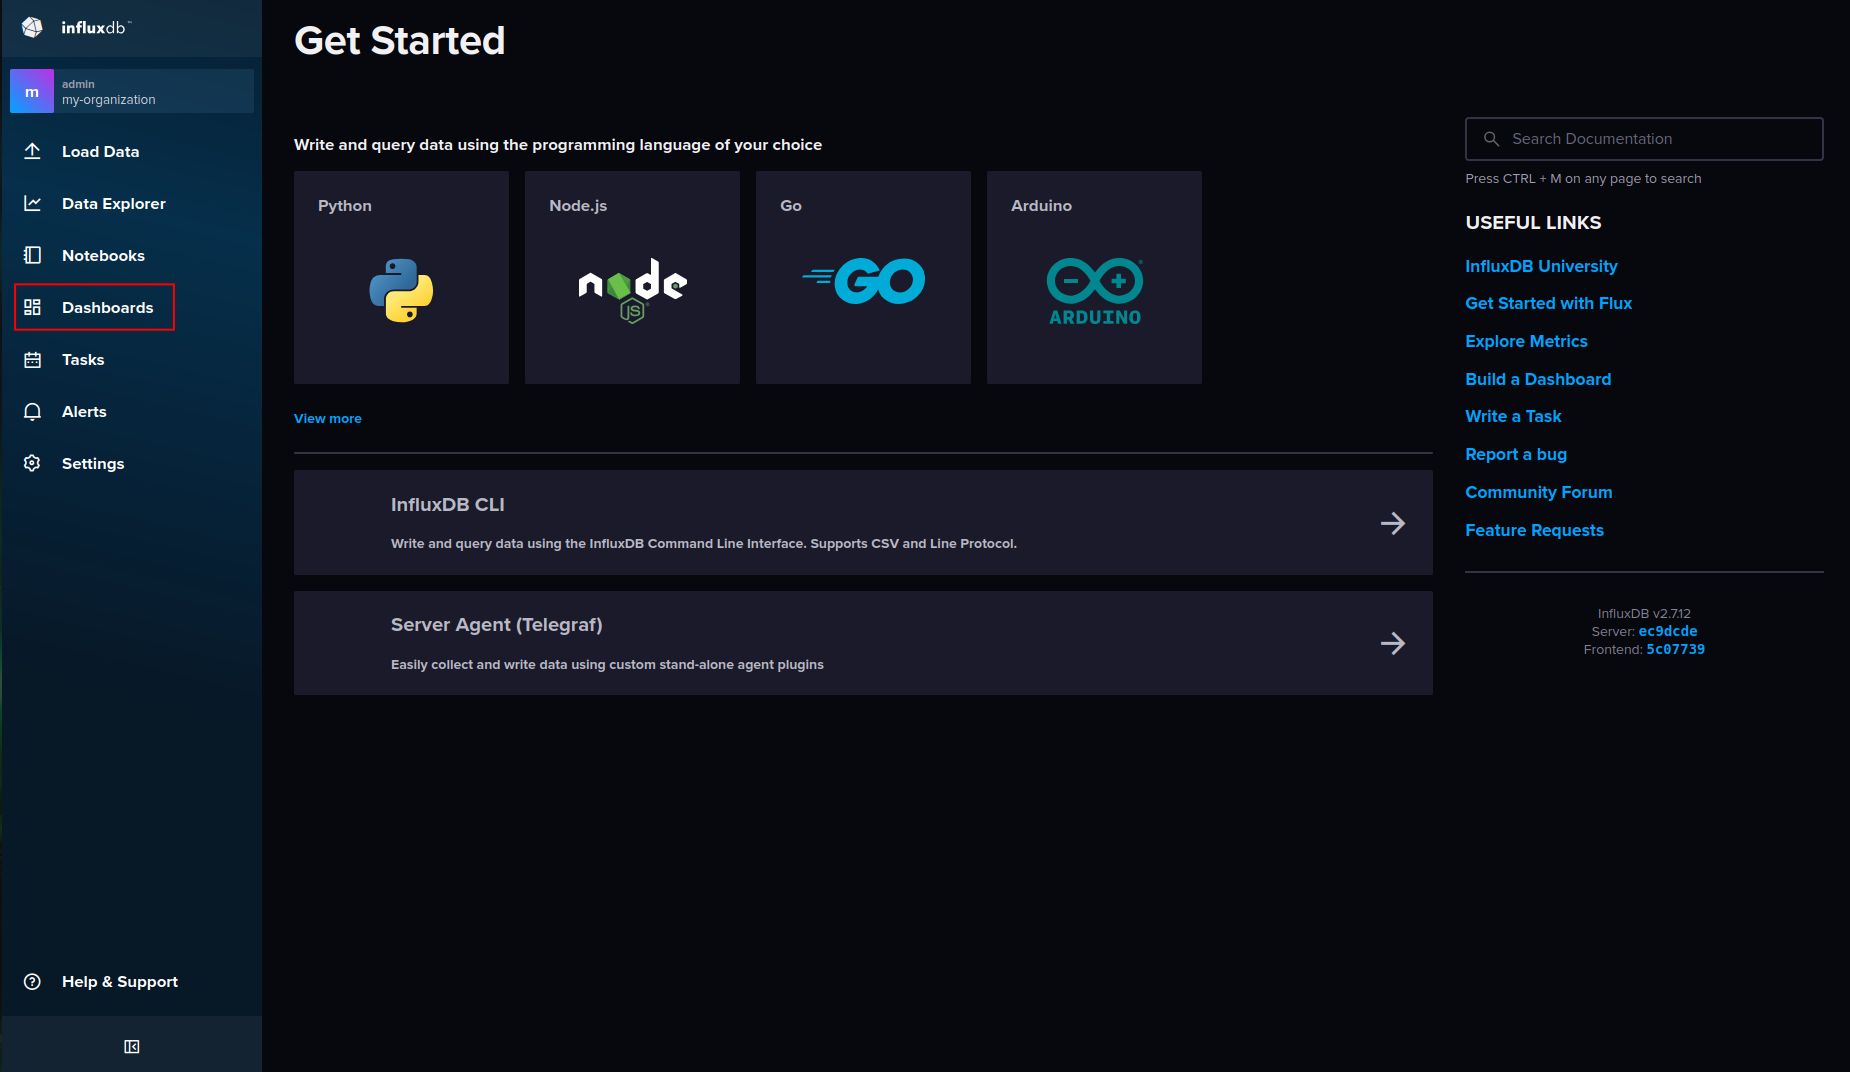 influxdb™
m
admin
my-organization
Load Data
Data Explorer
Notebooks
Dashboards
Tasks
Alerts
Settings
Help & Support
Get Started
Write and query data using the programming language of your choice
Python
Node.js
Go
Arduino
node
JS
GO
ARDUINO
View more
InfluxDB CLI
Write and query data using the InfluxDB Command Line Interface. Supports CSV and Line Protocol.
Server Agent (Telegraf)
Easily collect and write data using custom stand-alone agent plugins
Search Documentation
Press CTRL + M on any page to search
USEFUL LINKS
InfluxDB University
Get Started with Flux
Explore Metrics
Build a Dashboard
Write a Task
Report a bug
Community Forum
Feature Requests
InfluxDB v2.7.12
Server: ec9dcde
Frontend: 5c07739